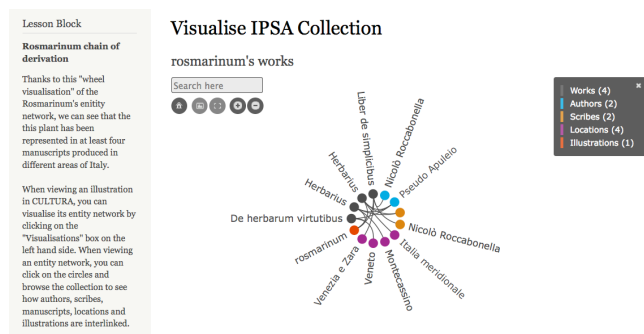 Lesson Block
Rosmarinum chain of
derivation
Thanks to this "wheel
visualisation" of the
Rosmarinum's enitity
network, we can see that the
this plant has been
represented in at least four
manuscripts produced in
different areas of Italy.
When viewing an illustration
in CULTURA, you can
visualise its entity network by
clicking on the
"Visualisations" box on the
left hand side. When viewing
an entity network, you can
click on the circles and
browse the collection to see
how authors, scribes,
manuscripts, locations and
illustrations are interlinked.
Visualise IPSA Collection
rosmarinum's works
Search here
Works (4)
Authors (2)
Scribes (2)
Locations (4)
Illustrations (1)
Liber de simplicibus
Nicolò Roccabonella
Pseudo Apuleio
Nicolò Roccabonella
Italia meridionale
Montecassino
Veneto
Venezia e Zara
rosmarinum
De herbarum virtutibus
Herbarius
Herbarius